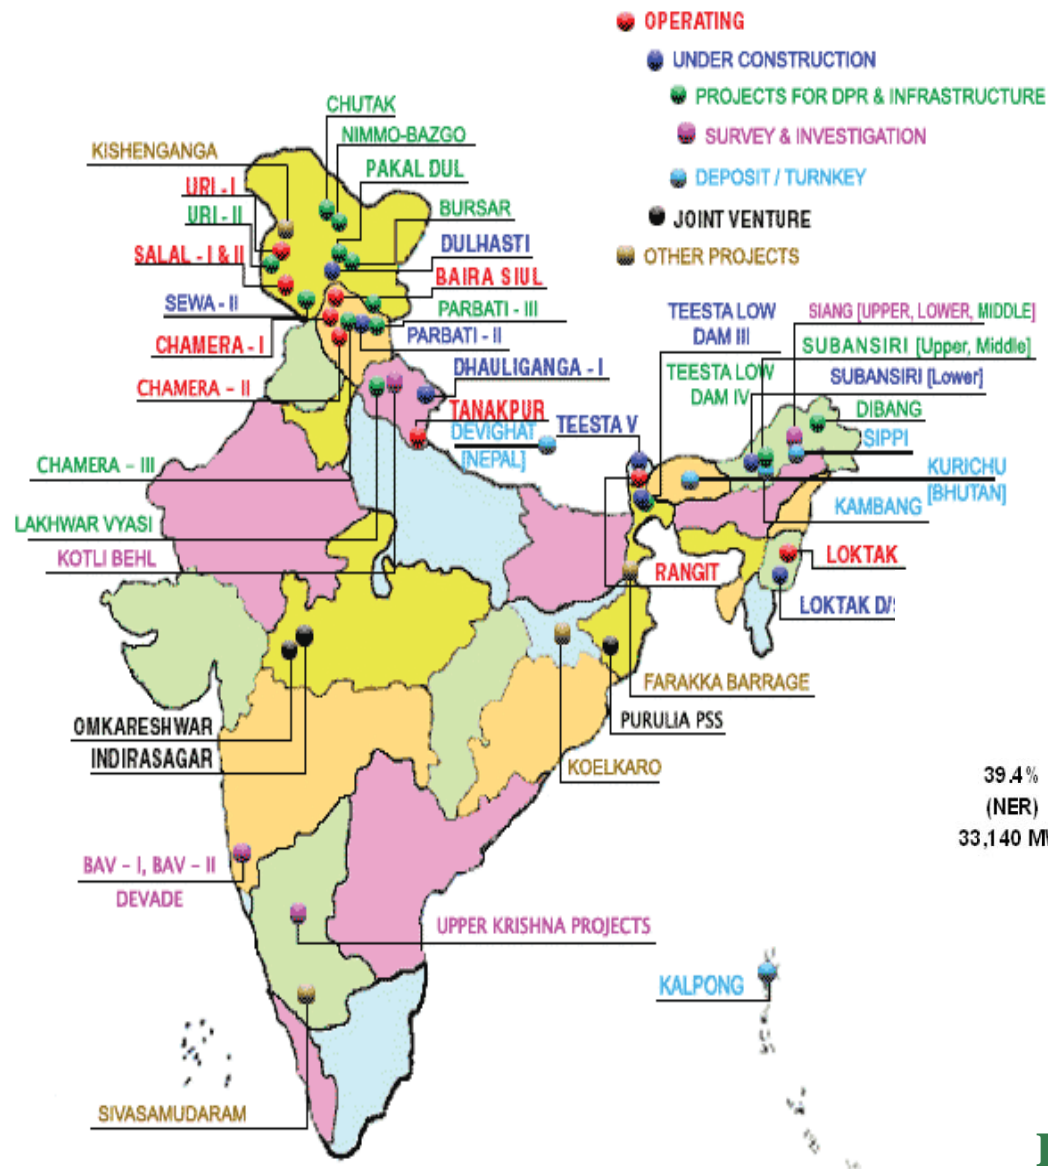 OPERATING
UNDER CONSTRUCTION
PROJECTS FOR DPR & INFRASTRUCTURE
SURVEY & INVESTIGATION
DEPOSIT / TURNKEY
JOINT VENTURE
OTHER PROJECTS
CHUTAK
NIMMO-BAZGO
KISHENGANGA
PAKAL DUL
URI - I
URI - II
BURSAR
SALAL - I & II
DULHASTI
BAIRA SIUL
SEWA - II
PARBATI - III
CHAMERA - I
PARBATI - II
CHAMERA - II
DHAULIGANGA - I
TANAKPUR
DEVIGHAT
[NEPAL]
TEESTA V
TEESTA LOW
DAM III
TEESTA LOW
DAM IV
SIANG [UPPER, LOWER, MIDDLE]
SUBANSIRI [Upper, Middle]
SUBANSIRI [Lower]
DIBANG
SIPPI
KURICHU
[BHUTAN]
KAMBANG
CHAMERA - III
LAKHWAR VYASI
KOTLI BEHL
RANGIT
LOKTAK
LOKTAK D/
FARAKKA BARRAGE
PURULIA PSS
OMKARESHWAR
INDIRASAGAR
KOELKARO
39.4%
(NER)
33,140 M
BAV - I, BAV - II
DEVADE
UPPER KRISHNA PROJECTS
KALPONG
SIVASAMUDARAM